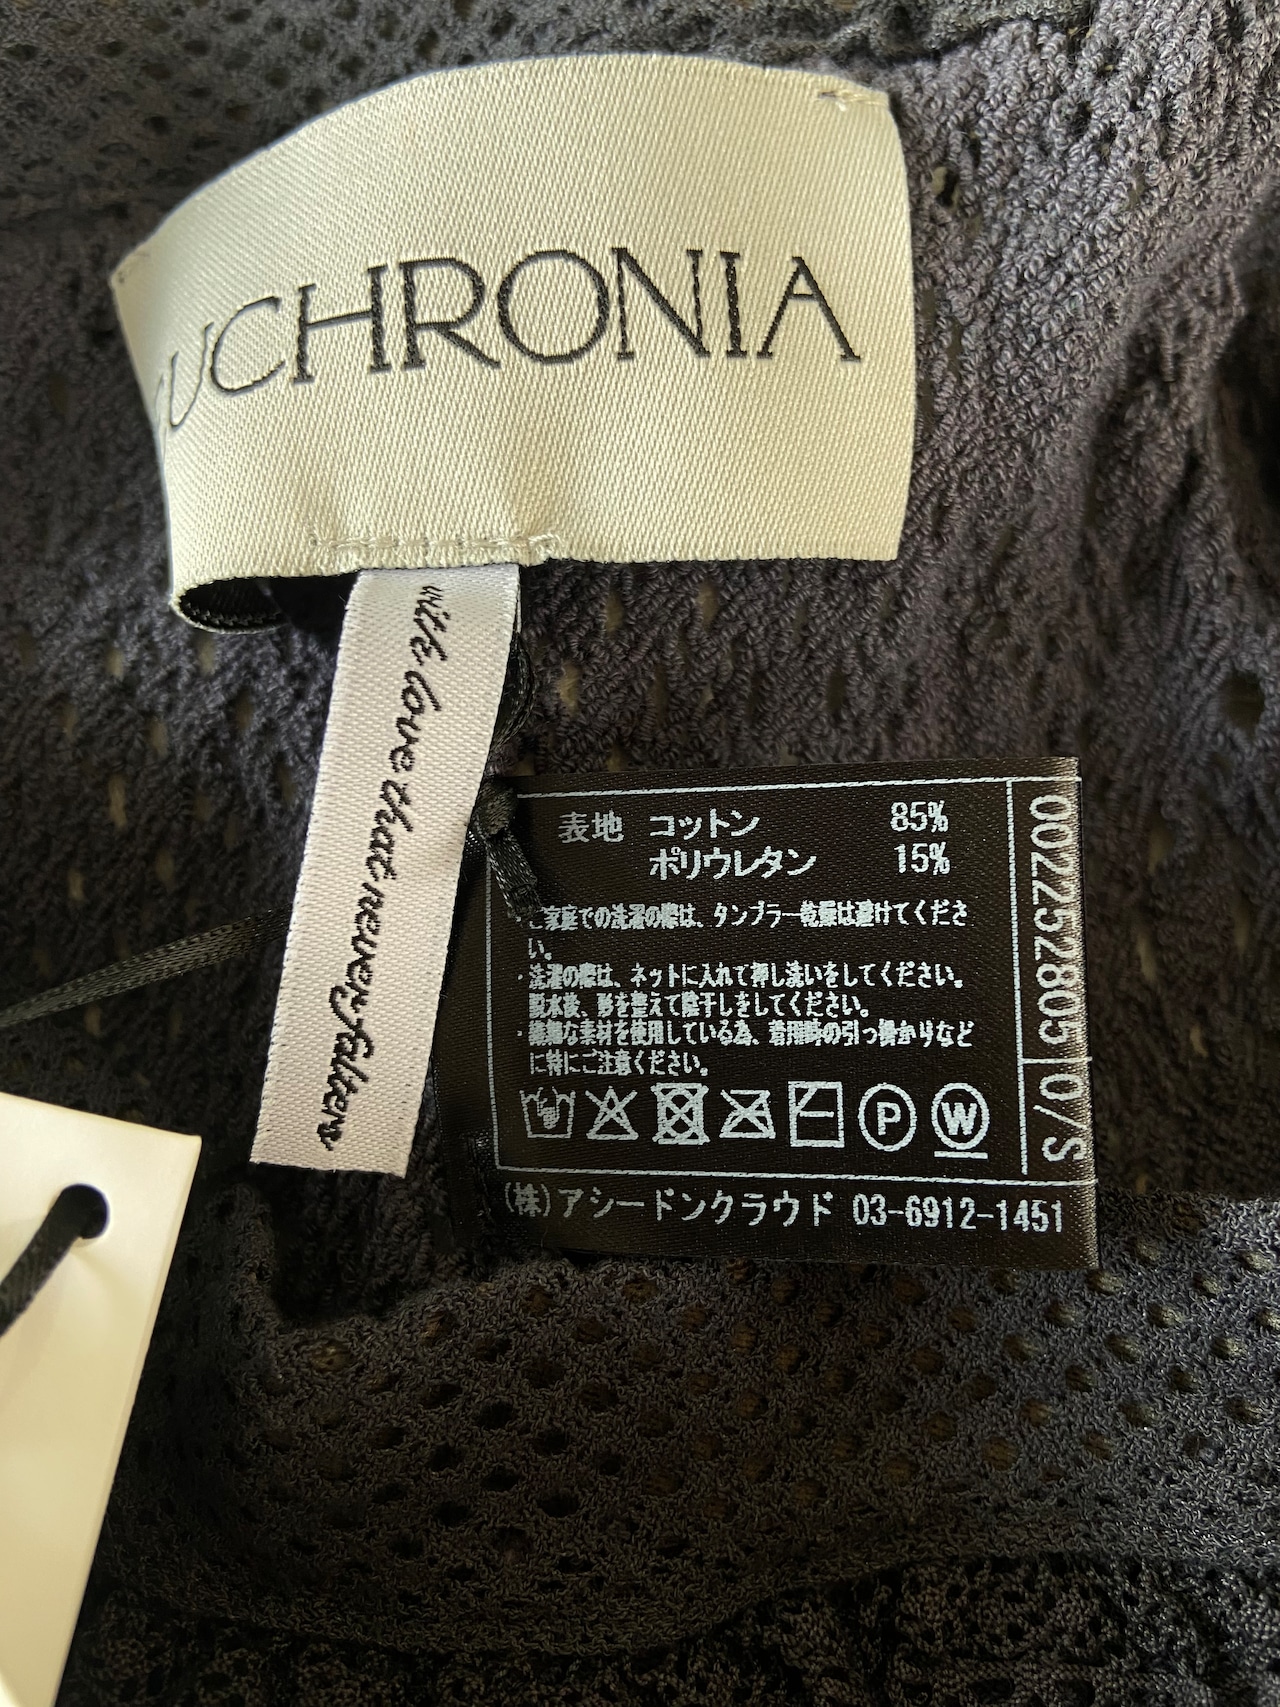 UCHRONIA
with love that never falters
表地 コットン 85%
ポリウレタン 15%
・ご家庭での洗濯の際は、タンブラー乾燥は避けてくださ
い。
・洗濯の際は、ネットに入れて押し洗いをしてください。
脱水後、形を整えて陰干しをしてください。
・繊細な素材を使用している為、着用時の引っ掛かりなど
に特にご注意ください。
P W
(株)アシードンクラウド 03-6912-1451
002252805 0/S